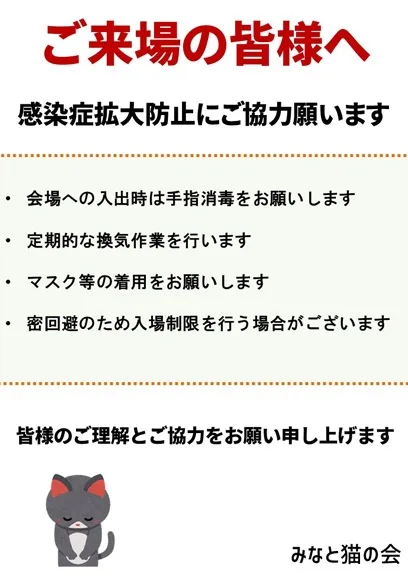 ご来場の皆様へ
感染症拡大防止にご協力願います
• 会場への入出時は手指消毒をお願いします
• 定期的な換気作業を行います
• マスク等の着用をお願いします
• 密回避のため入場制限を行う場合がございます
皆様のご理解とご協力をお願い申し上げます
みなと猫の会